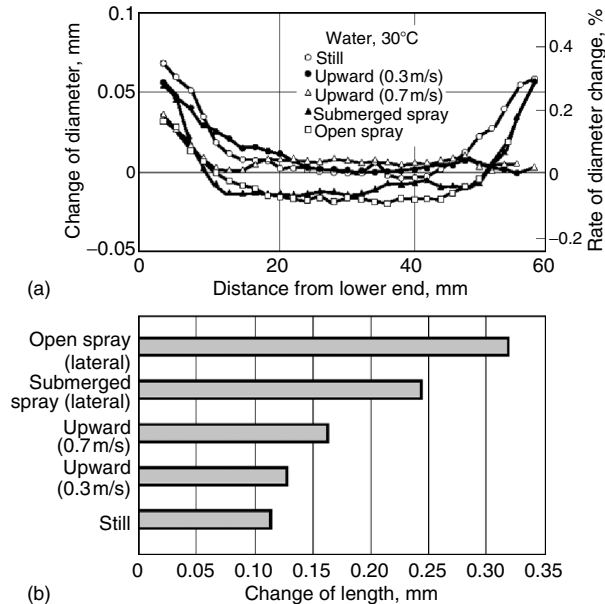 0.1
0.05
0
−0.05
Change of diameter, mm
Water, 30°C
Still
Upward (0.3 m/s)
Upward (0.7 m/s)
Submerged spray
Open spray
0.4
0.2
0
−0.2
Rate of diameter change, %
0
20
40
60
(a)
Distance from lower end, mm
Open spray
(lateral)
Submerged
spray (lateral)
Upward
(0.7 m/s)
Upward
(0.3 m/s)
Still
0
0.05
0.10
0.15
0.20
0.25
0.30
0.35
(b)
Change of length, mm